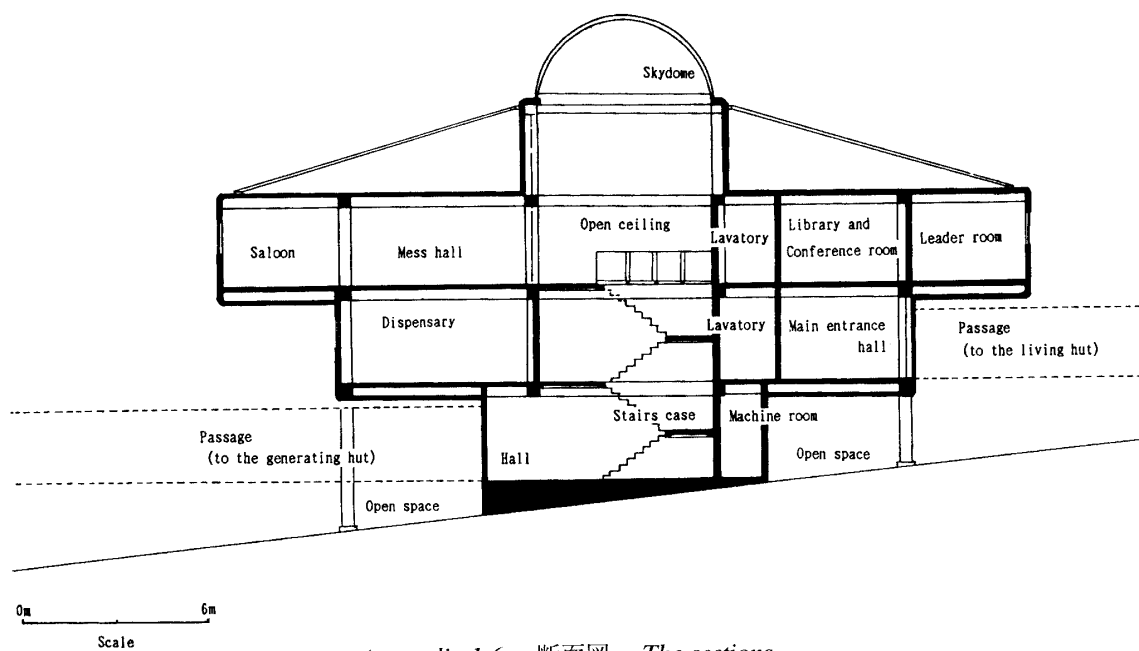 Skydome
Open ceiling
Saloon
Mess hall
Lavatory
Library and
Conference room
Leader room
Dispensary
Lavatory
Main entrance
hall
Passage
(to the living hut)
Stairs case
Machine room
Passage
(to the generating hut)
Hall
Open space
Open space
0m
6m
Scale
1.6
断面図
The sections